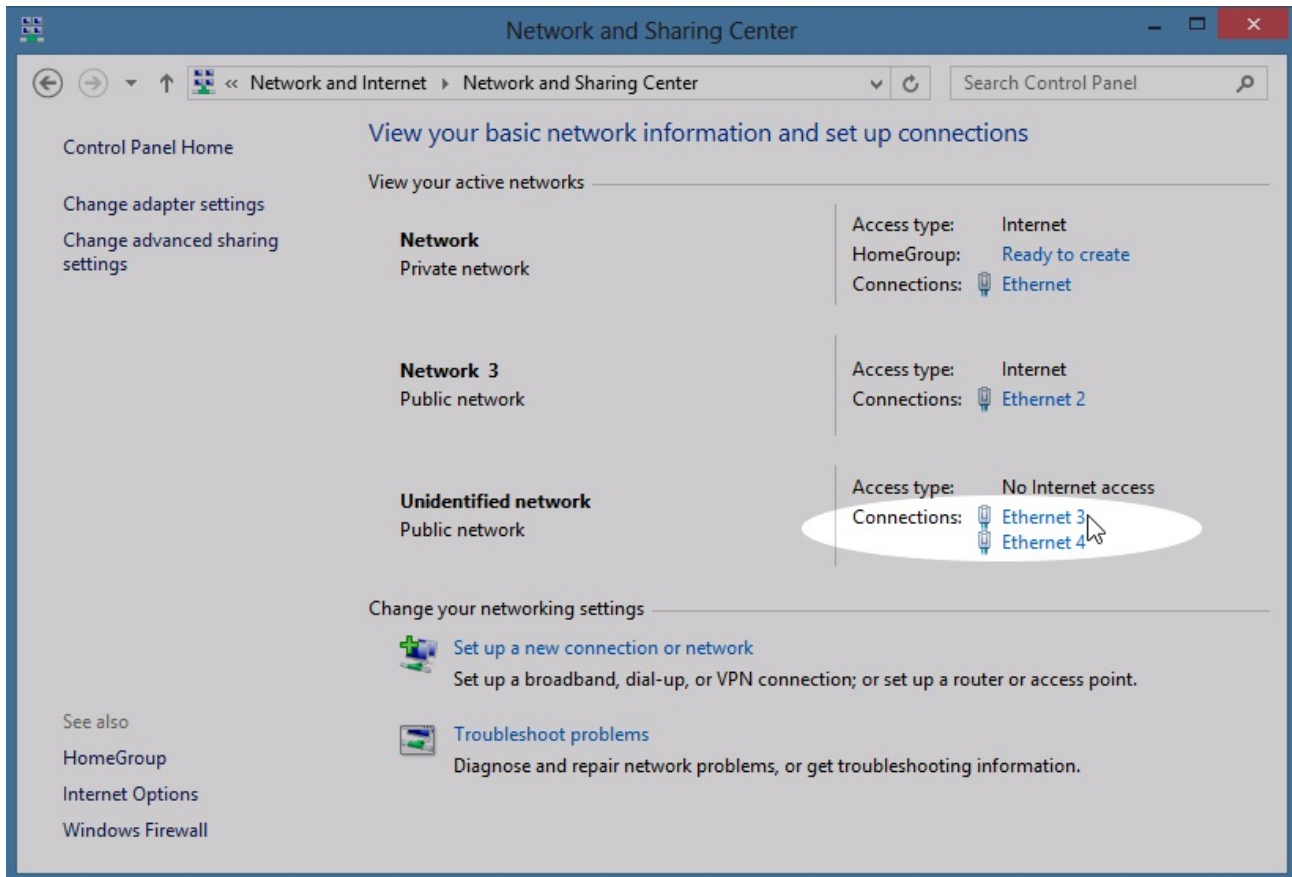 Network and Sharing Center
« Network and Internet Network and Sharing Center
Search Control Panel
Control Panel Home
Change adapter settings
Change advanced sharing
settings
See also
HomeGroup
Internet Options
Windows Firewall
View your basic network information and set up connections
View your active networks
Network
Private network
Access type: Internet
HomeGroup: Ready to create
Connections: Ethernet
Network 3
Public network
Access type: Internet
Connections: Ethernet 2
Unidentified network
Public network
Access type: No Internet access
Connections: Ethernet 3
Ethernet 4
Change your networking settings
Set up a new connection or network
Set up a broadband, dial-up, or VPN connection; or set up a router or access point.
Troubleshoot problems
Diagnose and repair network problems, or get troubleshooting information.